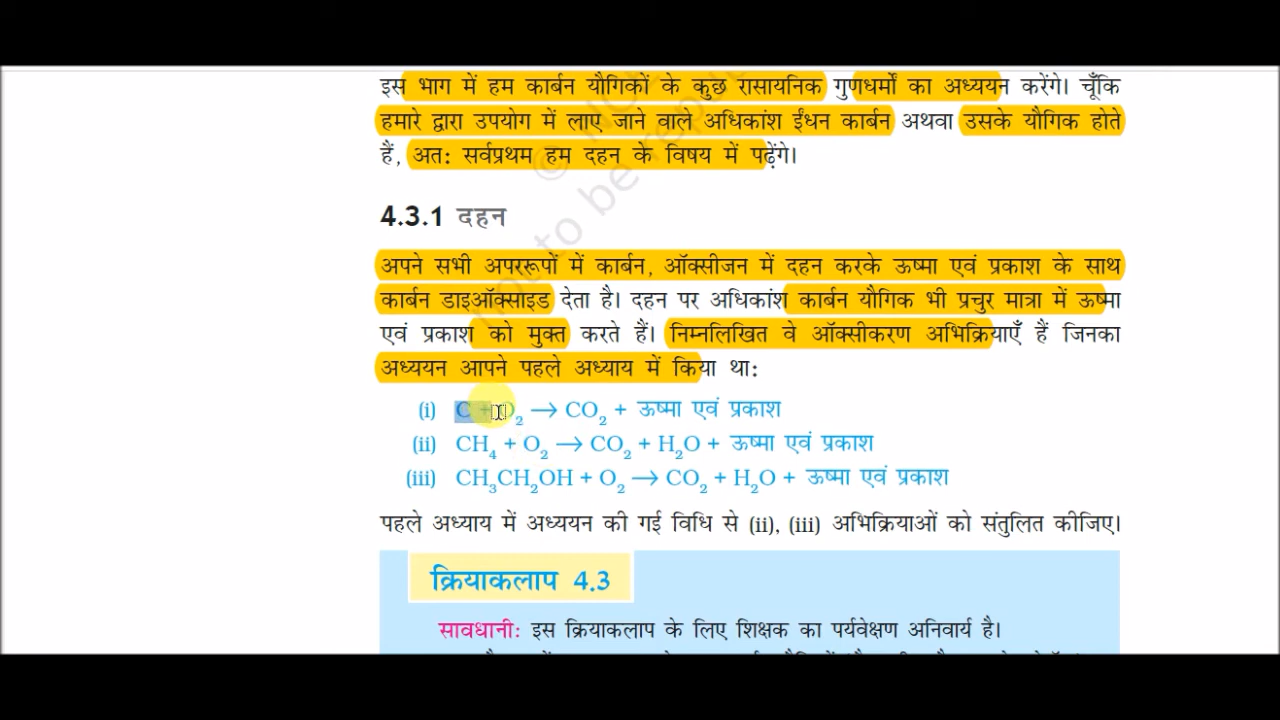 इस भाग में हम कार्बन यौगिकों के कुछ रासायनिक गुणधर्मों का अध्ययन करेंगे। चूँकि
हमारे द्वारा उपयोग में लाए जाने वाले अधिकांश ईंधन कार्बन अथवा उसके यौगिक होते
हैं, अतः सर्वप्रथम हम दहन के विषय में पढ़ेंगे।
4.3.1 दहन
अपने सभी अपररूपों में कार्बन, ऑक्सीजन में दहन करके ऊष्मा एवं प्रकाश के साथ
कार्बन डाइऑक्साइड देता है। दहन पर अधिकांश कार्बन यौगिक भी प्रचुर मात्रा में ऊष्मा
एवं प्रकाश को मुक्त करते हैं। निम्नलिखित वे ऑक्सीकरण अभिक्रियाएँ हैं जिनका
अध्ययन आपने पहले अध्याय में किया था:
(i) C + O₂ → CO₂ + ऊष्मा एवं प्रकाश
(ii) CH₄ + O₂ → CO₂ + H₂O + ऊष्मा एवं प्रकाश
(iii) CH₃CH₂OH + O₂ → CO₂ + H₂O + ऊष्मा एवं प्रकाश
पहले अध्याय में अध्ययन की गई विधि से (ii), (iii) अभिक्रियाओं को संतुलित कीजिए।
क्रियाकलाप 4.3
सावधानी: इस क्रियाकलाप के लिए शिक्षक का पर्यवेक्षण अनिवार्य है।
not to be repu